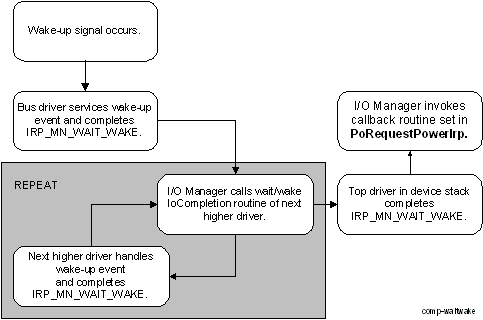 Wake-up signal occurs.
Bus driver services wake-up
event and completes
IRP_MN_WAIT_WAKE.
I/O Manager invokes
callback routine set in
PoRequestPowerIrp.
REPEAT
I/O Manager calls wait/wake
IoCompletion routine of next
higher driver.
Top driver in device stack
completes
IRP_MN_WAIT_WAKE.
Next higher driver handles
wake-up event
and completes
IRP_MN_WAIT_WAKE.
comp-waitwake